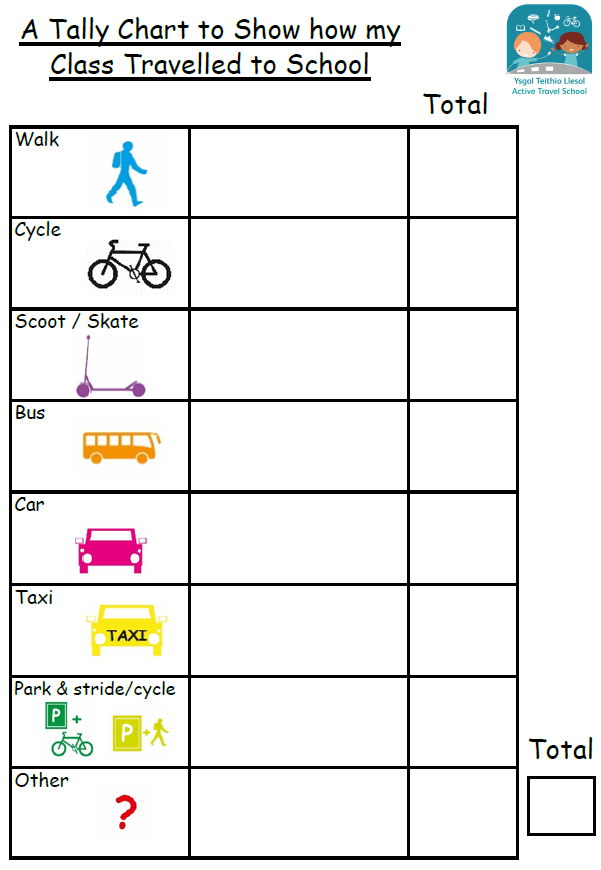 A Tally Chart to Show how my
Class Travelled to School
Ysgol Teithio Llesol
Active Travel School
Total
Walk
Cycle
Scoot / Skate
Bus
Car
Taxi
TAXI
Park & stride/cycle
P +
P +
Total
Other
?